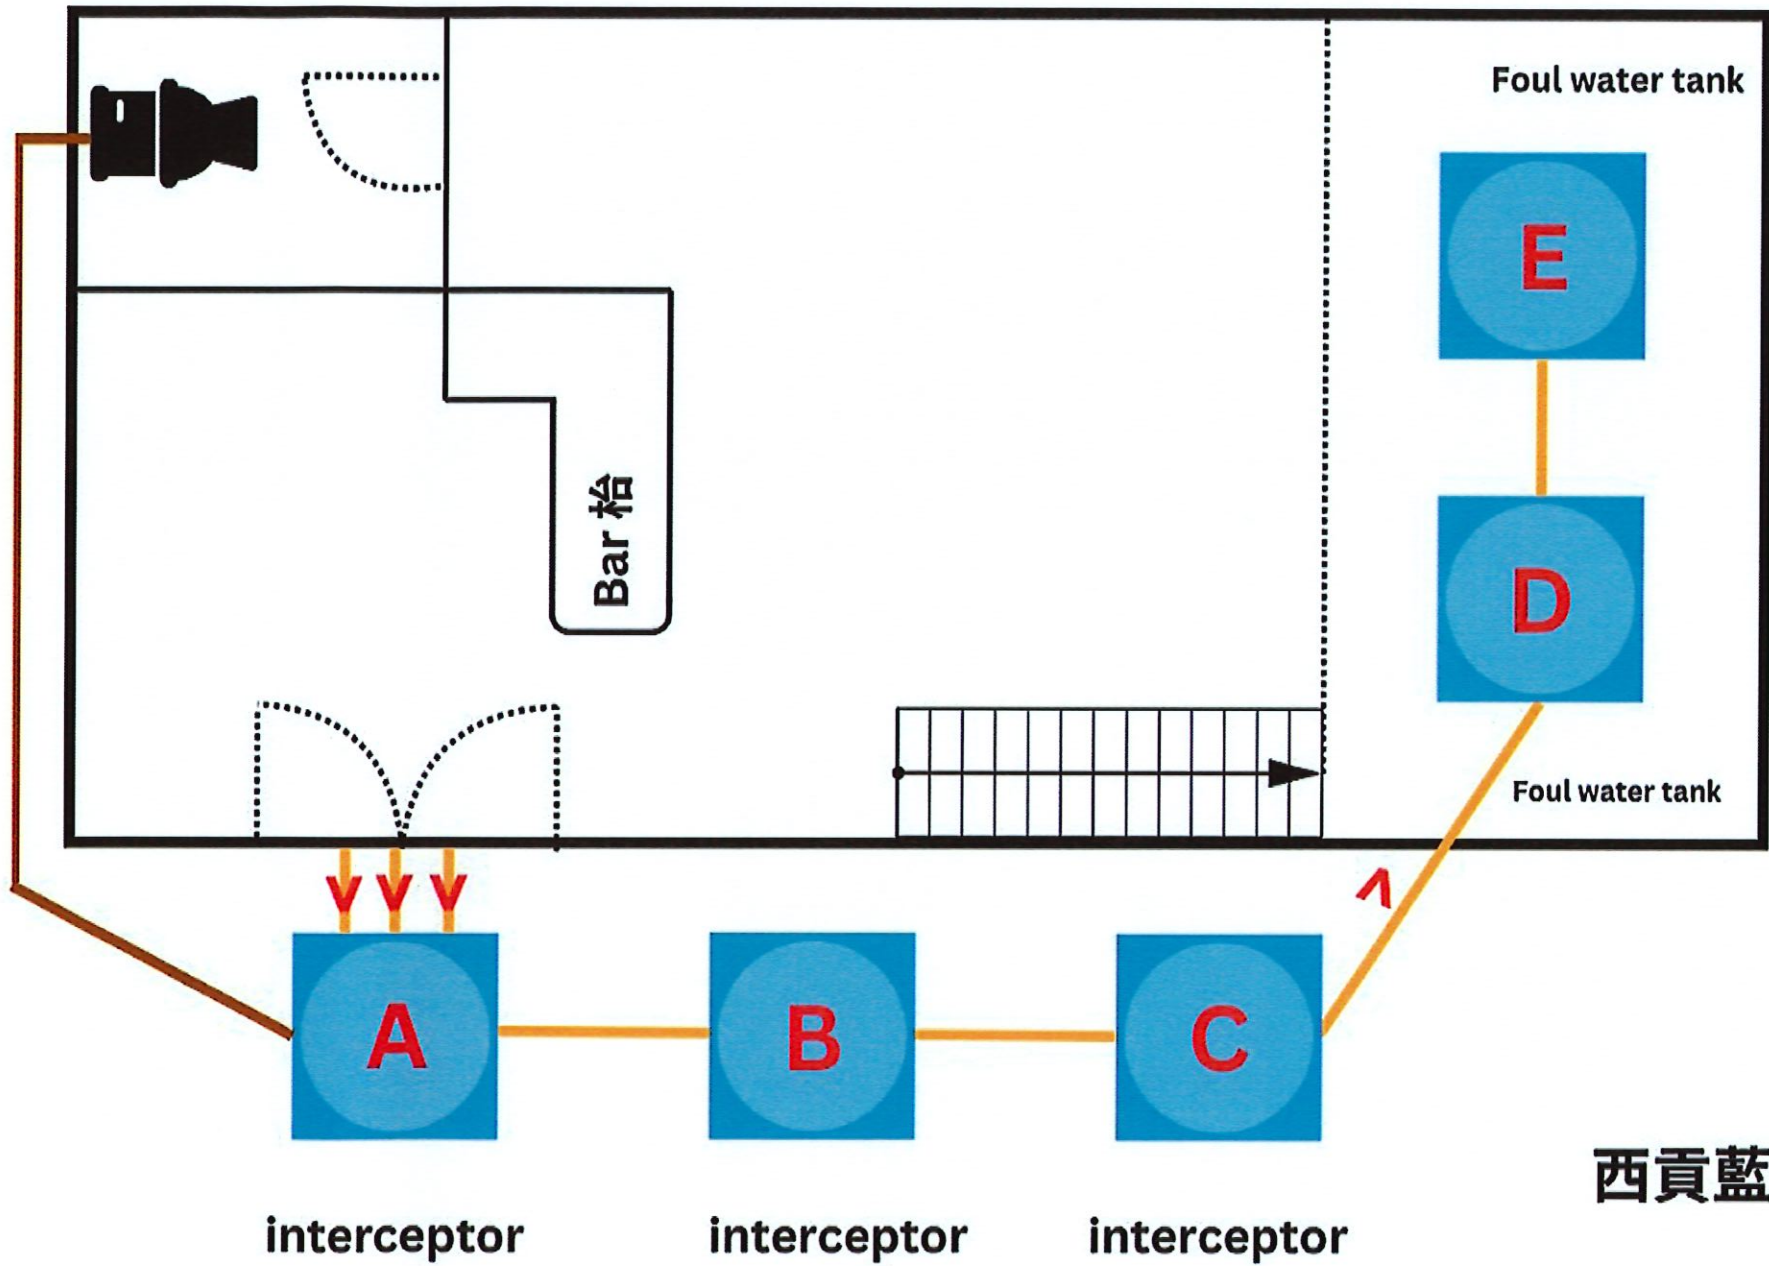 Foul water tank
E
D
Bar 枱
Foul water tank
A
B
C
西貢藍
interceptor
interceptor
interceptor